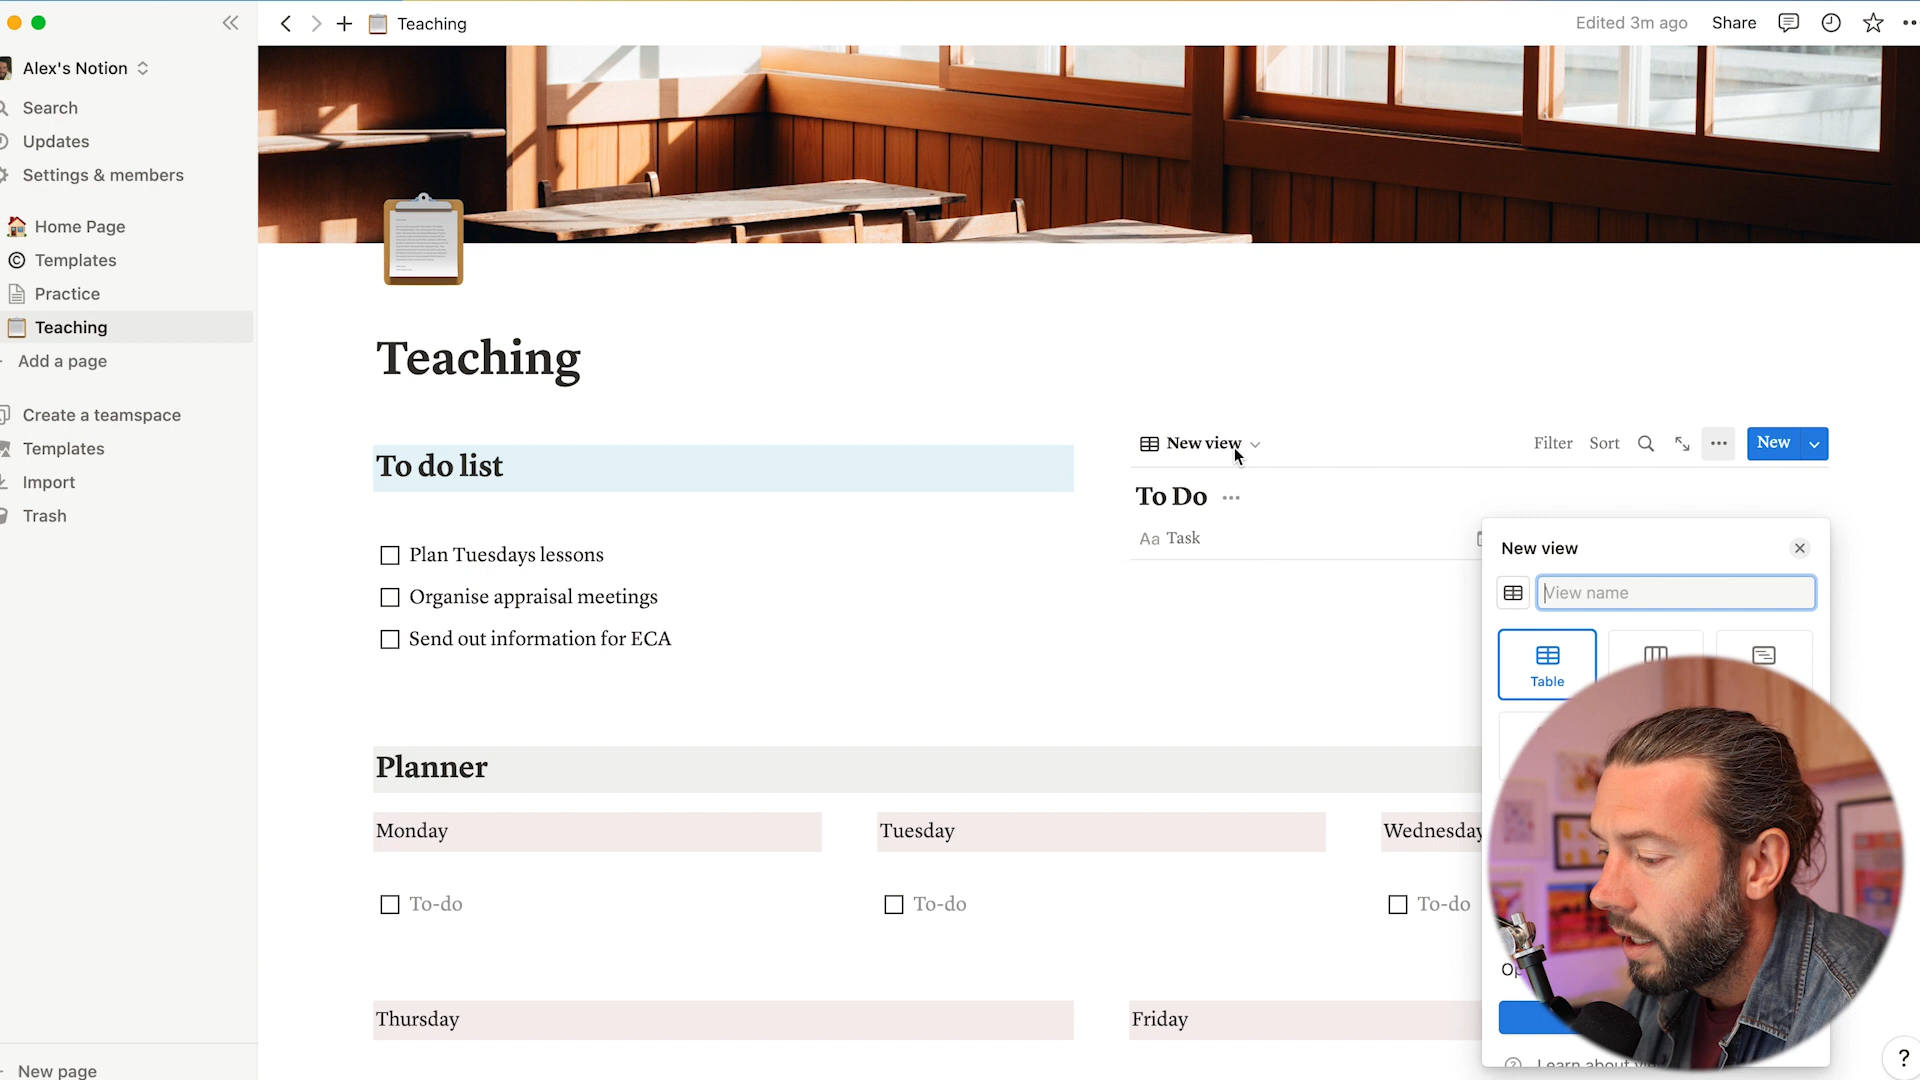 Teaching
Edited 3m ago
Share
Alex's Notion
Search
Updates
Settings & members
Home Page
Templates
Practice
Teaching
Add a page
Create a teamspace
Templates
Import
Trash
New page
Teaching
To do list
Plan Tuesdays lessons
Organise appraisal meetings
Send out information for ECA
New view
Filter
Sort
New
To Do
Aa Task
New view
View name
Table
Planner
Monday
Tuesday
Wednesday
To-do
To-do
To-do
Thursday
Friday
Learn about
?